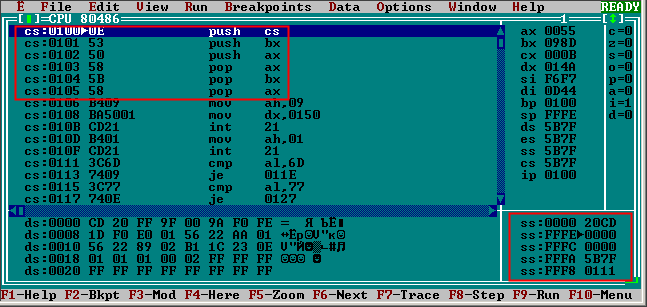 Ё File Edit View Run Breakpoints Data Options Window Help READY
CPU 80486 1
cs:0100 0E push cs
cs:0101 53 push bx
cs:0102 50 push ax
cs:0103 58 pop ax
cs:0104 5B pop bx
cs:0105 58 pop ax
cs:0106 B409 mov ah,09
cs:0108 BA5001 mov dx,0150
cs:010B CD21 int 21
cs:010D B401 mov ah,01
cs:010F CD21 int 21
cs:0111 3C6D cmp al,6D
cs:0113 7409 je 011E
cs:0115 3C77 cmp al,77
cs:0117 740E je 0127
ax 0055 c=0
bx 098D z=0
cx 000B s=0
dx 014A o=0
si F6F7 p=0
di 0D44 a=0
bp 0100 i=1
sp FFFE d=0
ds 5B7F
es 5B7F
ss 5B7F
cs 5B7F
ip 0100
ds:0000 CD 20 FF 9F 00 9A F0 FE
ds:0008 1D F0 E0 01 56 22 AA 01
ds:0010 56 22 89 02 B1 1C 23 0E
ds:0018 01 01 01 00 02 FF FF FF
ds:0020 FF FF FF FF FF FF FF FF
ss:0000 20CD
ss:FFFE 0000
ss:FFFC 0000
ss:FFFA 5B7F
ss:FFF8 0111
F1-Help F2-Bkpt F3-Mod F4-Here F5-Zoom F6-Next F7-Trace F8-Step F9-Run F10-Menu